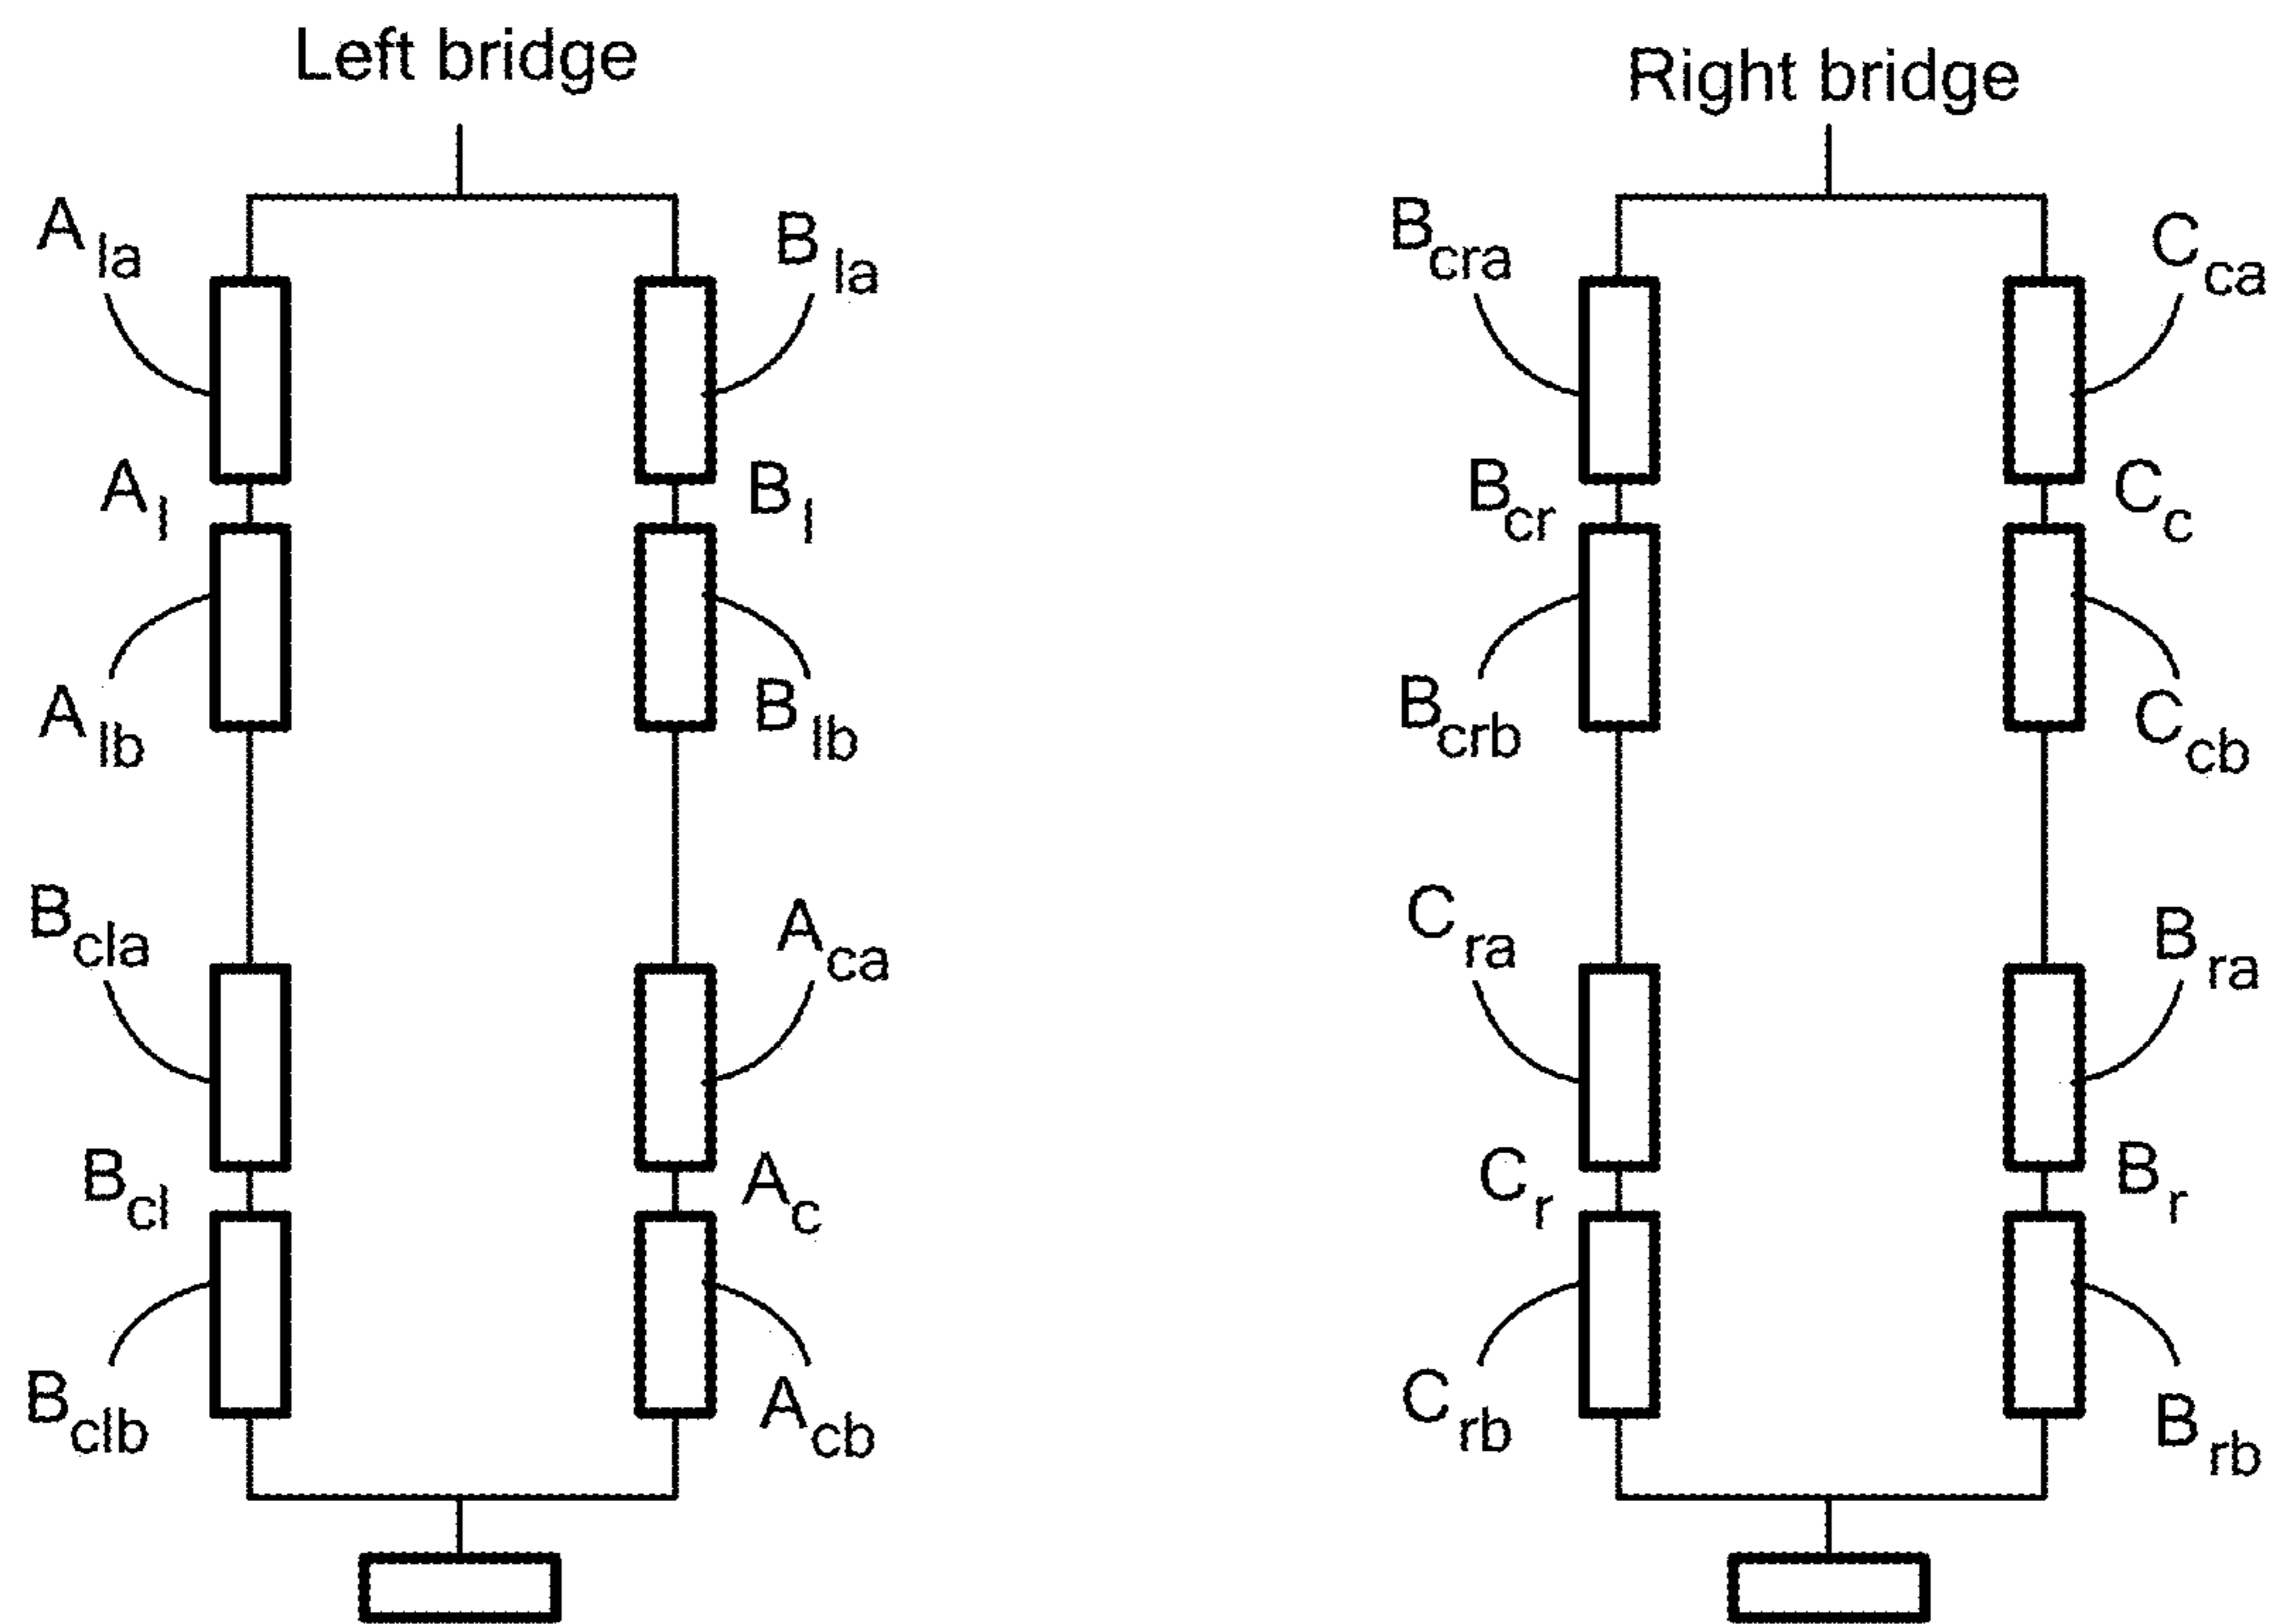 Left bridge
A la
B la
A l
B l
A lb
B lb
B cla
A ca
B cl
A c
B clb
A cb
Right bridge
B cra
C ca
B cr
C c
B crb
C cb
C ra
B ra
C r
B r
C rb
B rb